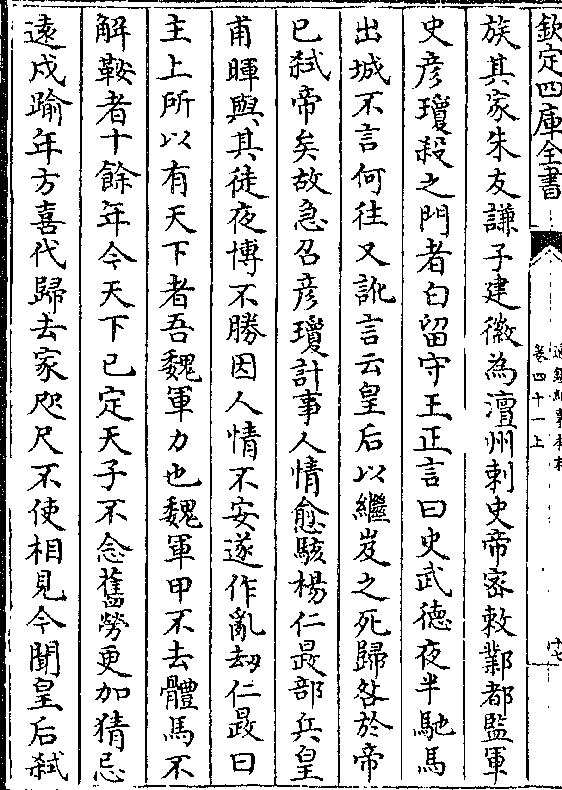 欽定四庫全書
通鑑紀事本末
卷四十一上
族其家朱友謙子建徽為澶州刺史帝密敕鄴都監軍
史彦瓊殺之門者白留守王正言曰史武德夜半馳馬
出城不言何往又訛言云皇后以繼岌之死歸咎於帝
已弑帝矣故急召彦瓊計事人情愈駭楊仁晸部兵皇
甫暉與其徒夜博不勝因人情不安遂作亂刼仁晸曰
主上所以有天下者吾魏軍力也魏軍甲不去體馬不
解鞍者十餘年今天下已定天子不念舊勞更加猜忌
逺戍踰年方喜代歸去家咫尺不使相見今聞皇后弑